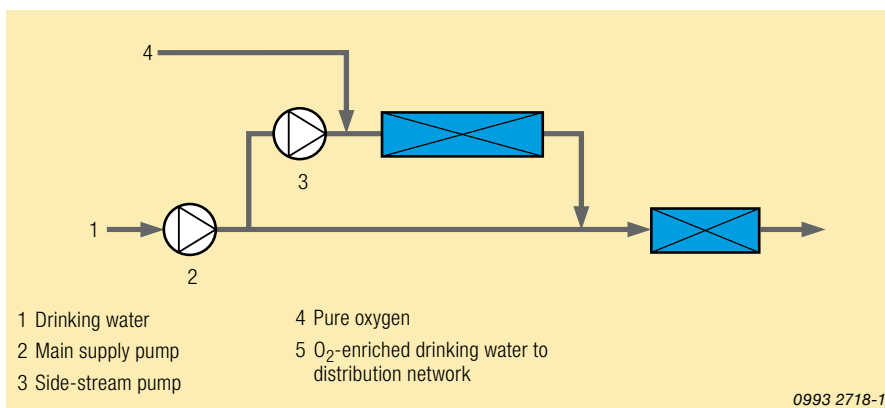 4
3
1
2
1 Drinking water
2 Main supply pump
3 Side-stream pump
4 Pure oxygen
5 O₂-enriched drinking water to
distribution network
0993 2718-1